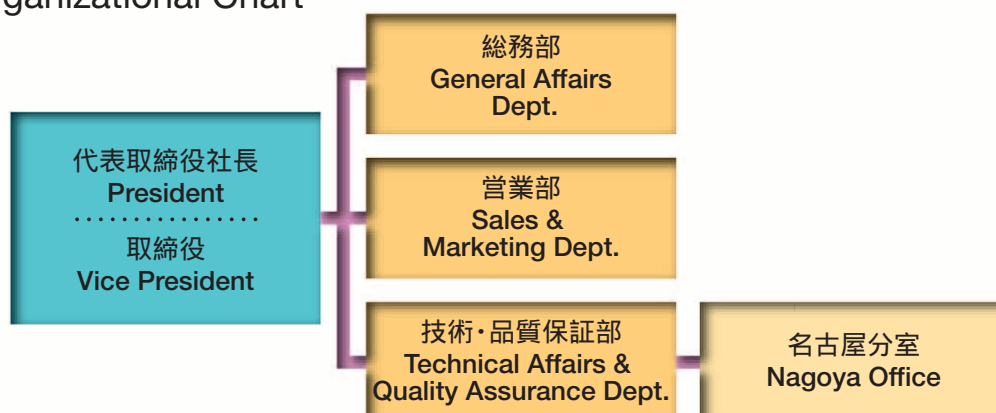 ganizational Chart
総務部
General Affairs
Dept.
代表取締役社長
President
取締役
Vice President
営業部
Sales &
Marketing Dept.
技術・品質保証部
Technical Affairs &
Quality Assurance Dept.
名古屋分室
Nagoya Office